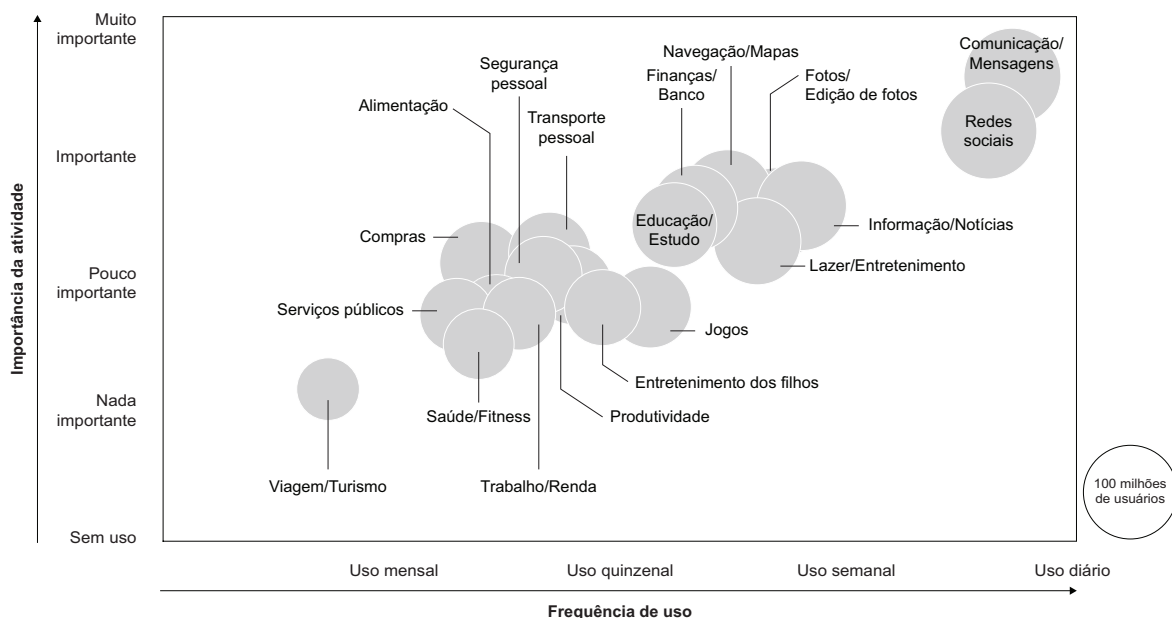 Muito
importante
Importante
Pouco
importante
Nada
importante
Sem uso
Importância da atividade
Comunicação/
Mensagens
Redes
sociais
Navegação/Mapas
Fotos/
Edição de fotos
Finanças/
Banco
Segurança
pessoal
Alimentação
Transporte
pessoal
Educação/
Estudo
Informação/Notícias
Lazer/Entretenimento
Compras
Serviços públicos
Jogos
Entretenimento dos filhos
Produtividade
Saúde/Fitness
Viagem/Turismo
Trabalho/Renda
100 milhões
de usuários
Uso mensal
Uso quinzenal
Uso semanal
Uso diário
Frequência de uso